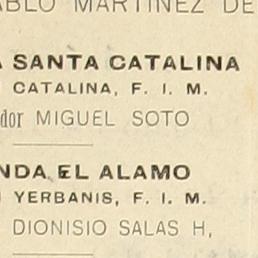 ABLO MARTINEZ DE
A SANTA CATALINA
CATALINA, F. I. M.
dor MIGUEL SOTO
NDA EL ALAMO
YERBANIS, F. I. M.
DIONISIO SALAS H,